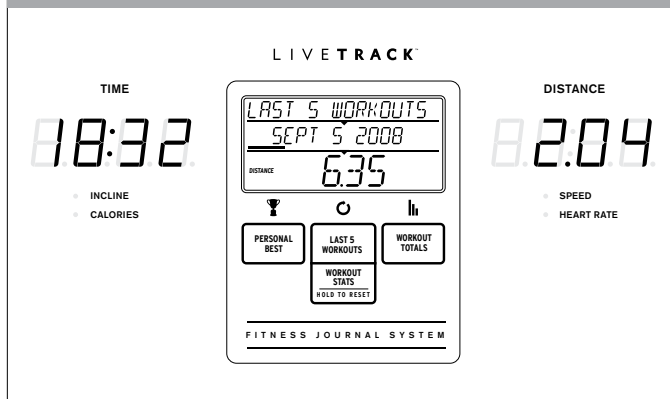 LIVETRACK™
TIME
18:32
INCLINE
CALORIES
LAST 5 WORKOUTS
SEPT 5 2008
DISTANCE 6.35
PERSONAL
BEST
LAST 5
WORKOUTS
WORKOUT
TOTALS
WORKOUT
STATS
HOLD TO RESET
FITNESS JOURNAL SYSTEM
DISTANCE
2.04
SPEED
HEART RATE